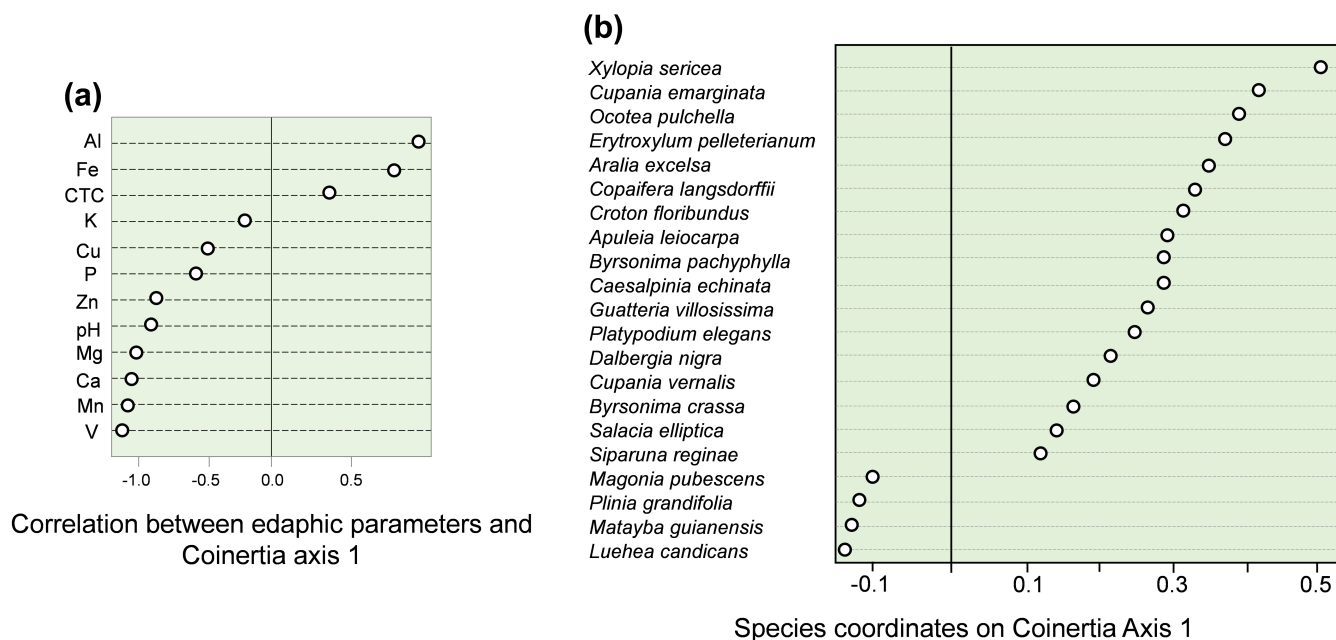 (a)
Al
Fe
CTC
K
Cu
P
Zn
pH
Mg
Ca
Mn
V
-1.0 -0.5 0.0 0.5
Correlation between edaphic parameters and
Coinertia axis 1
(b)
Xylopia sericea
Cupania emarginata
Ocotea pulchella
Erytroxylum pelleterianum
Aralia excelsa
Copaifera langsdorffii
Croton floribundus
Apuleia leiocarpa
Byrsonima pachyphylla
Caesalpinia echinata
Guatteria villosissima
Platypodium elegans
Dalbergia nigra
Cupania vernalis
Byrsonima crassa
Salacia elliptica
Siparuna reginae
Magonia pubescens
Plinia grandifolia
Matayba guianensis
Luehea candicans
-0.1 0.1 0.3 0.5
Species coordinates on Coinertia Axis 1